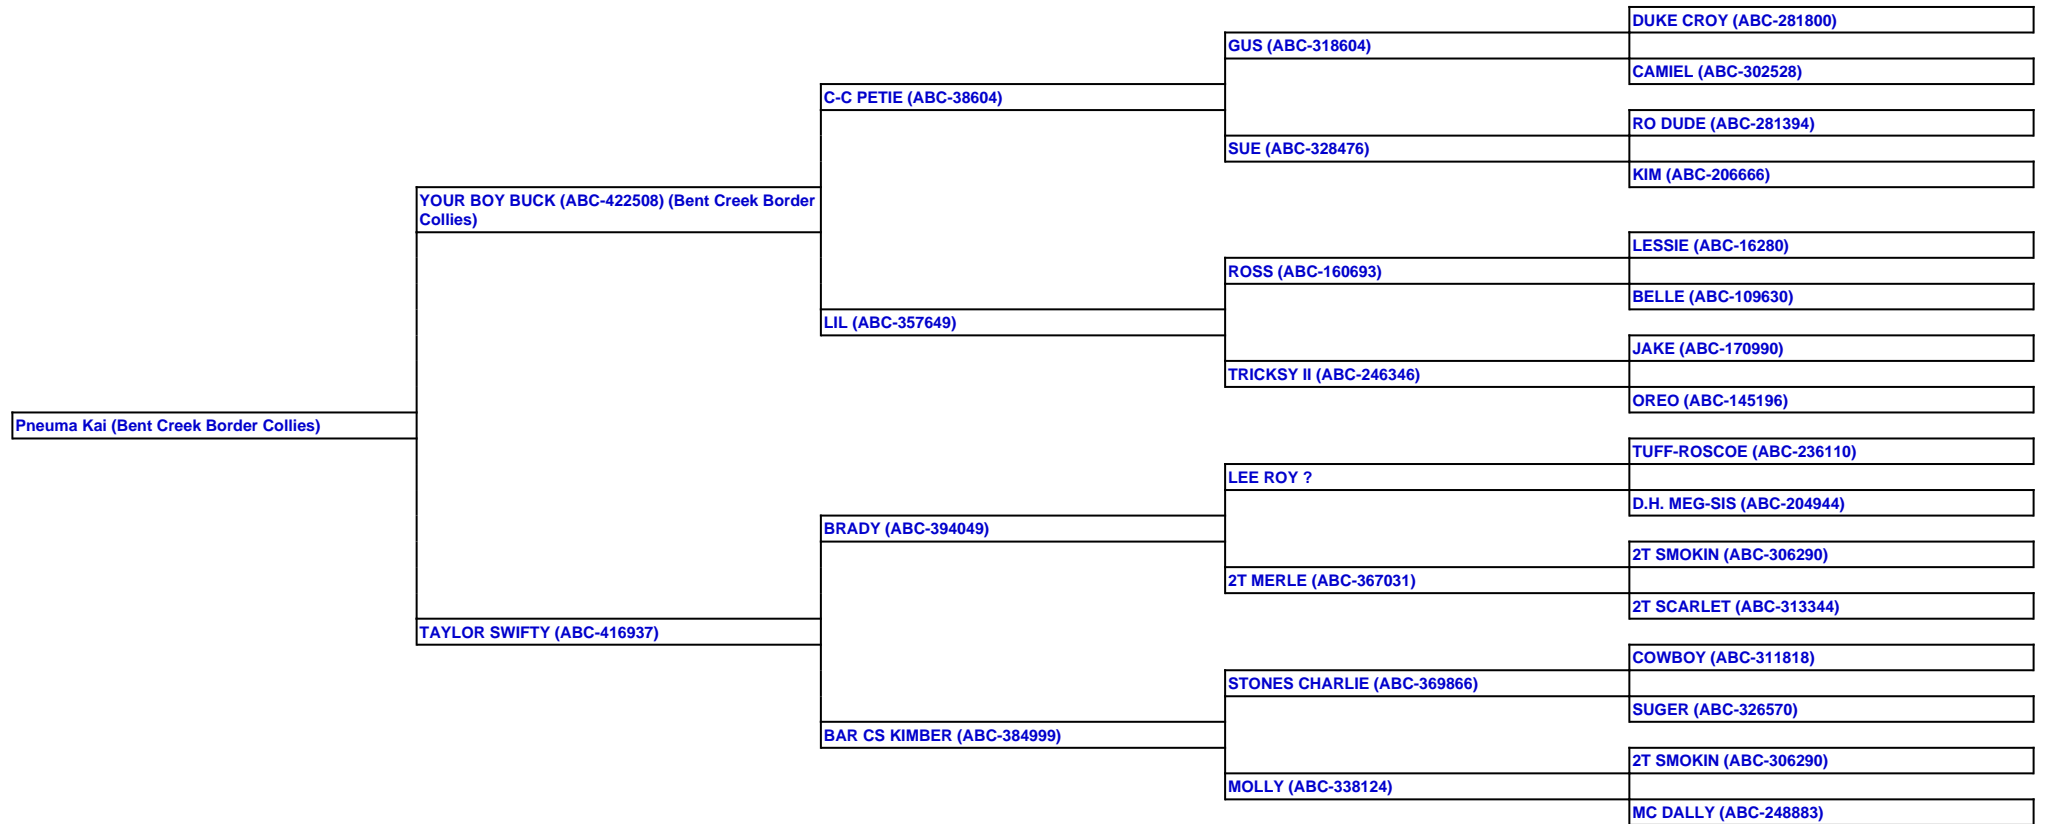 DUKE CROY (ABC-281800)
GUS (ABC-318604)
CAMIEL (ABC-302528)
C-C PETIE (ABC-38604)
RO DUDE (ABC-281394)
SUE (ABC-328476)
KIM (ABC-206666)
YOUR BOY BUCK (ABC-422508) (Bent Creek Border
Collies)
LESSIE (ABC-16280)
ROSS (ABC-160693)
BELLE (ABC-109630)
LIL (ABC-357649)
JAKE (ABC-170990)
TRICKSY II (ABC-246346)
OREO (ABC-145196)
Pneuma Kai (Bent Creek Border Collies)
TUFF-ROSCOE (ABC-236110)
LEE ROY ?
D.H. MEG-SIS (ABC-204944)
BRADY (ABC-394049)
2T SMOKIN (ABC-306290)
2T MERLE (ABC-367031)
2T SCARLET (ABC-313344)
TAYLOR SWIFTY (ABC-416937)
COWBOY (ABC-311818)
STONES CHARLIE (ABC-369866)
SUGER (ABC-326570)
BAR CS KIMBER (ABC-384999)
2T SMOKIN (ABC-306290)
MOLLY (ABC-338124)
MC DALLY (ABC-248883)